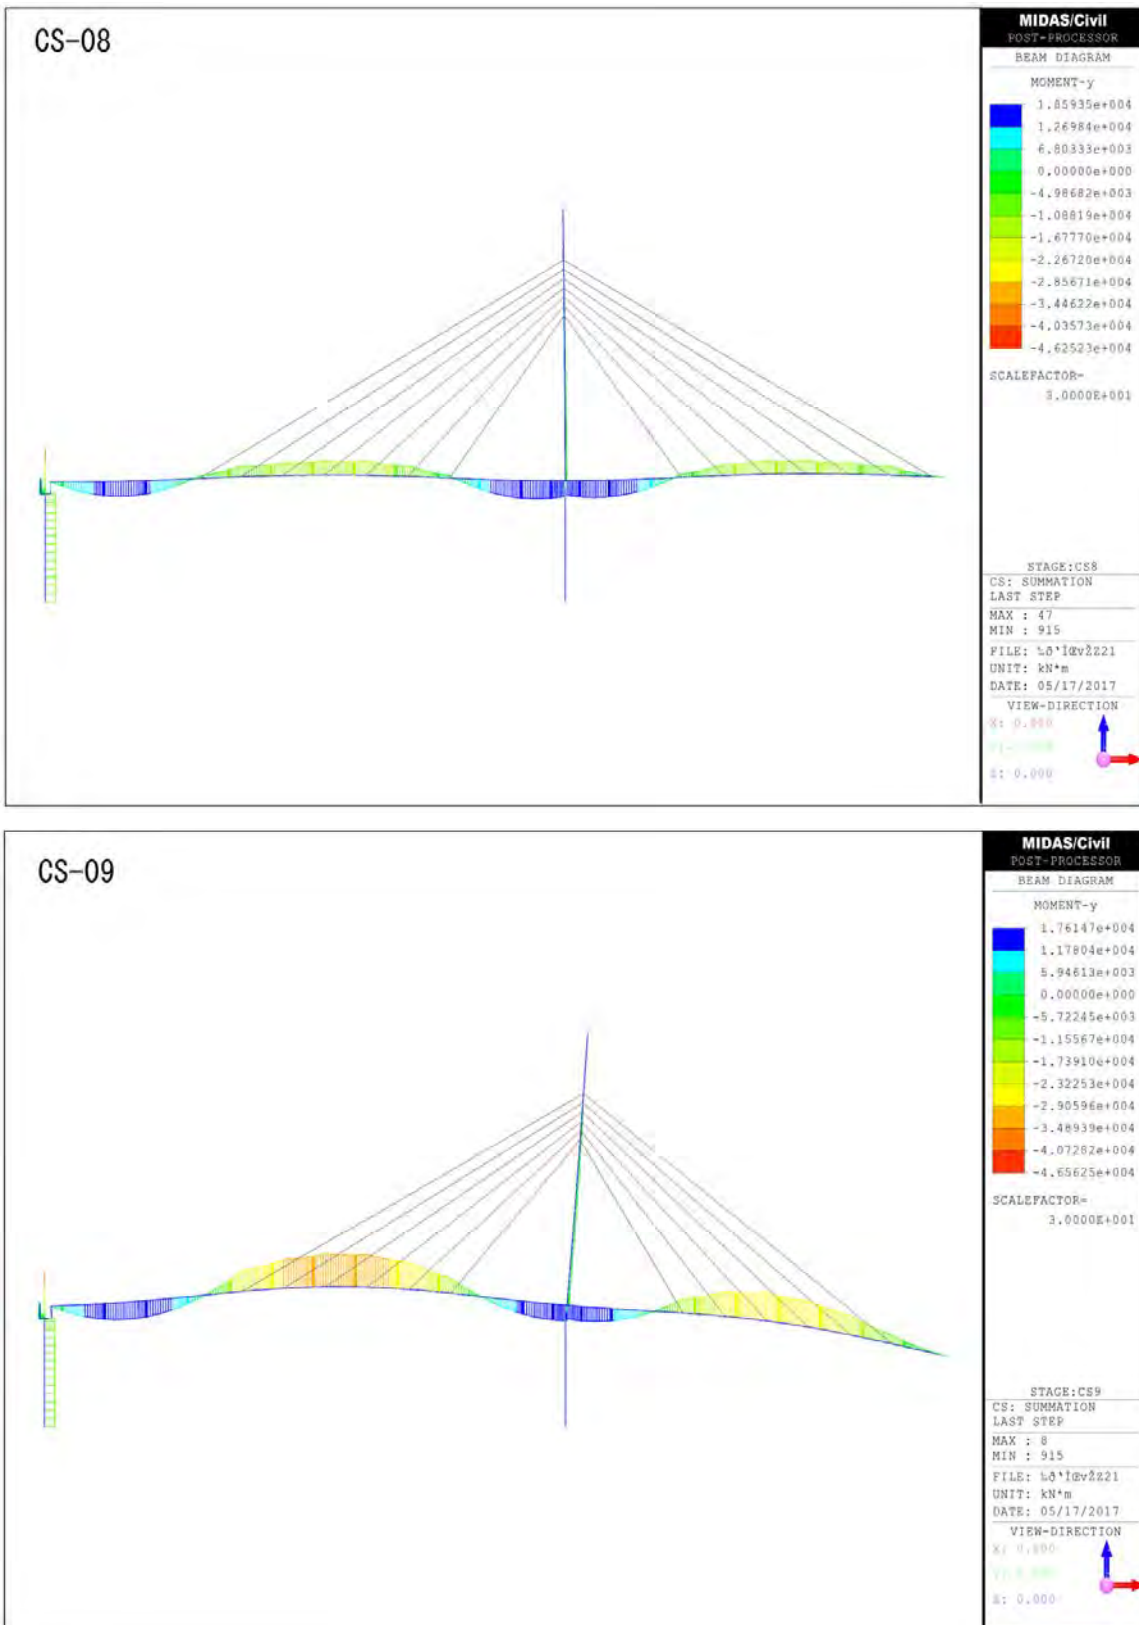 CS-08
MIDAS/Civil
POST-PROCESSOR
BEAM DIAGRAM
MOMENT-y
1.85935e+004
1.26984e+004
6.80333e+003
0.00000e+000
-4.98682e+003
-1.08819e+004
-1.67770e+004
-2.26720e+004
-2.85671e+004
-3.44622e+004
-4.03573e+004
-4.62523e+004
SCALEFACTOR=
3.0000E+001
STAGE:CS8
CS: SUMMATION
LAST STEP
MAX : 47
MIN : 915
FILE:
UNIT: kN*m
DATE: 05/17/2017
VIEW-DIRECTION
X: 0.000
Z: 0.000
CS-09
MIDAS/Civil
POST-PROCESSOR
BEAM DIAGRAM
MOMENT-y
1.76147e+004
1.17804e+004
5.94613e+003
0.00000e+000
-5.72245e+003
-1.15567e+004
-1.73910e+004
-2.32253e+004
-2.90596e+004
-3.48939e+004
-4.07282e+004
-4.65625e+004
SCALEFACTOR=
3.0000E+001
STAGE:CS9
CS: SUMMATION
LAST STEP
MAX : 8
MIN : 915
FILE:
UNIT: kN*m
DATE: 05/17/2017
VIEW-DIRECTION
X: 0.000
Z: 0.000